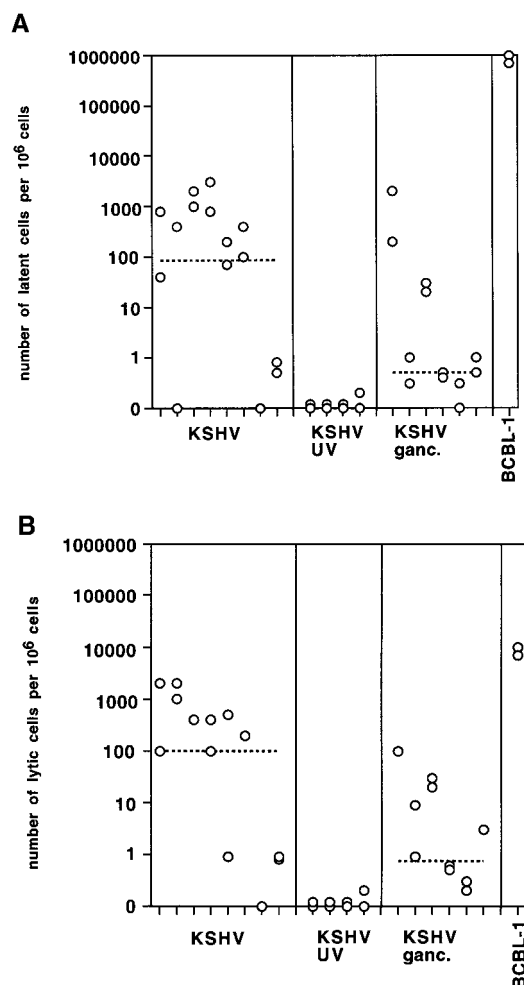 A
number of latent cells per 10⁶ cells
1000000
100000
10000
1000
100
10
1
0
KSHV
KSHV
UV
KSHV
ganc.
BCBL-1
B
number of lytic cells per 10⁶ cells
1000000
100000
10000
1000
100
10
1
0
KSHV
KSHV
UV
KSHV
ganc.
BCBL-1